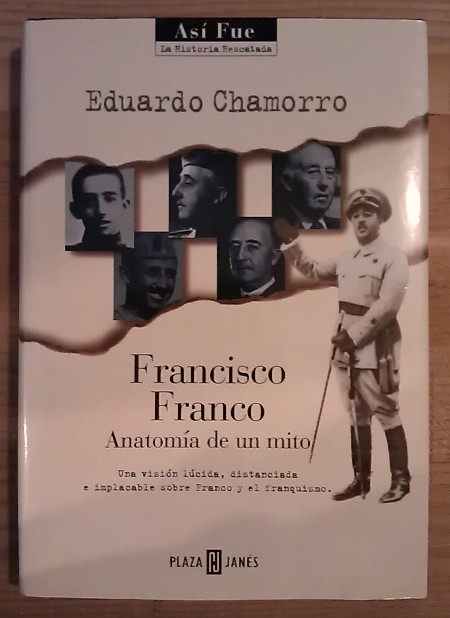 Así Fue
La Historia Rescatada
Eduardo Chamorro
Francisco
Franco
Anatomía de un mito
Una visión lúcida, distanciada
e implacable sobre Franco y el franquismo.
PLAZA JANÉS